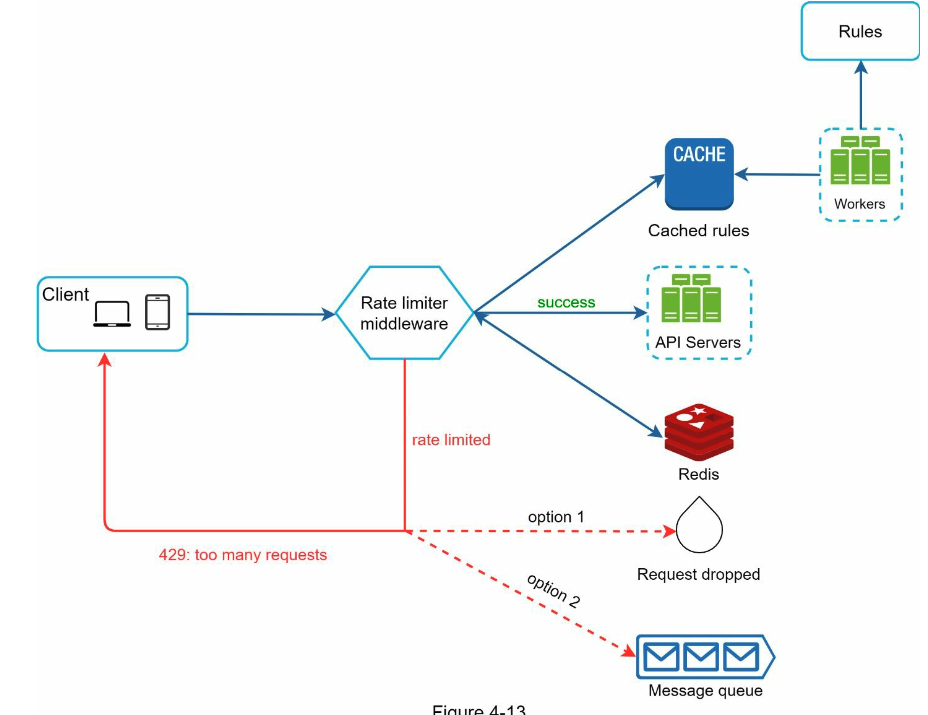 Rules
CACHE
Workers
Cached rules
Client
Rate limiter
middleware
success
API Servers
rate limited
Redis
option 1
429: too many requests
Request dropped
option 2
Message queue
Figure 4-13